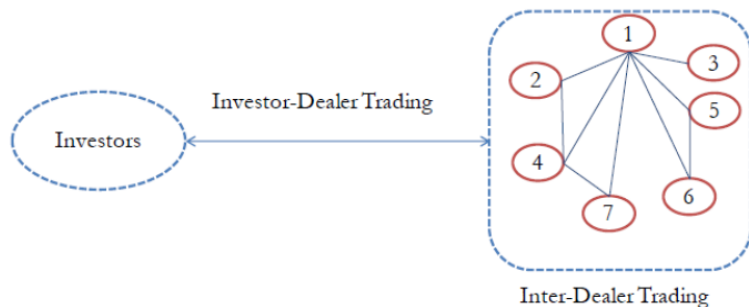 1
2
3
Investor-Dealer Trading
5
Investors
4
6
7
Inter-Dealer Trading